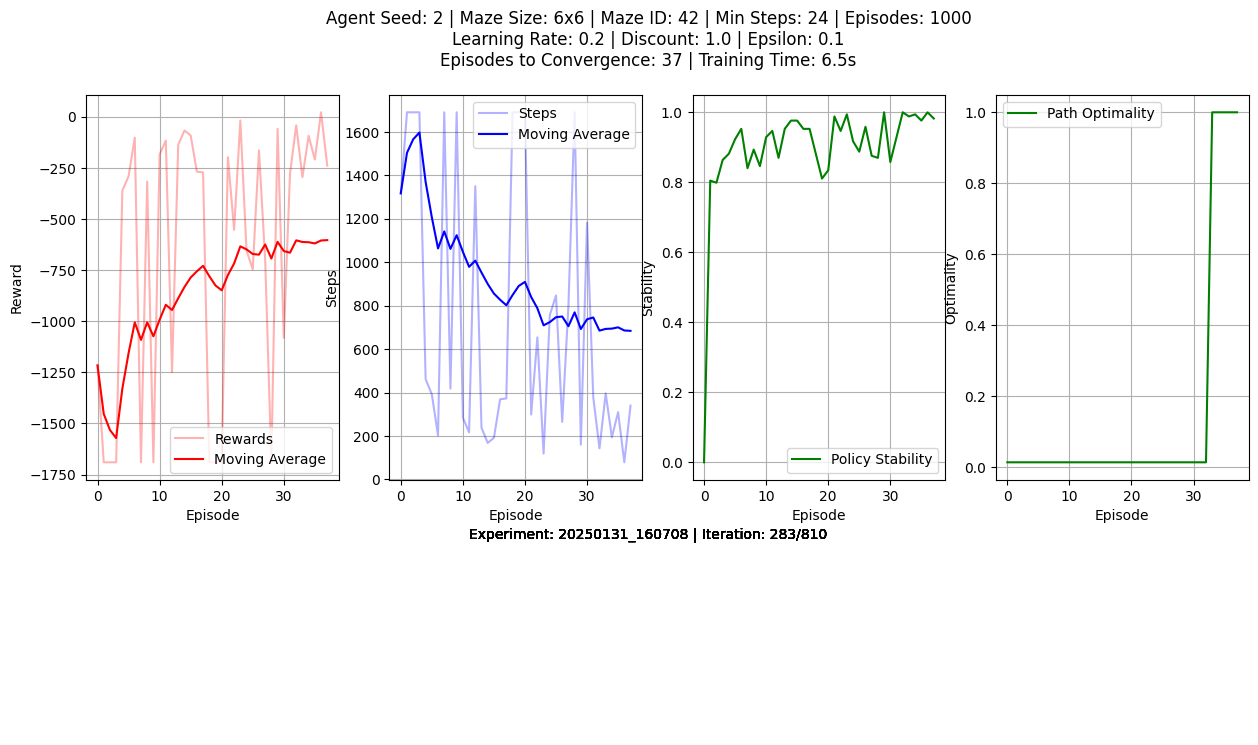 Agent Seed: 2 | Maze Size: 6x6 | Maze ID: 42 | Min Steps: 24 | Episodes: 1000
Learning Rate: 0.2 | Discount: 1.0 | Epsilon: 0.1
Episodes to Convergence: 37 | Training Time: 6.5s
Reward
0
−250
−500
−750
−1000
−1250
−1500
−1750
Rewards
Moving Average
0
10
20
30
Episode
Steps
1600
1400
1200
1000
800
600
400
200
0
Steps
Moving Average
0
10
20
30
Episode
Stability
1.0
0.8
0.6
0.4
0.2
0.0
Policy Stability
0
10
20
30
Episode
Optimality
1.0
0.8
0.6
0.4
0.2
0.0
Path Optimality
0
10
20
30
Episode
Experiment: 20250131_160708 | Iteration: 283/810